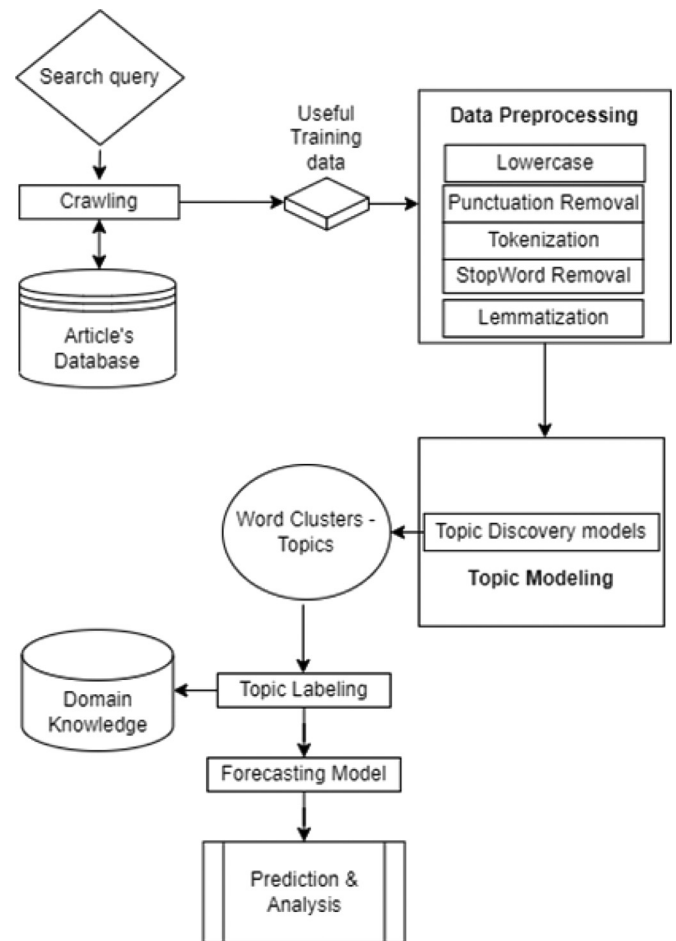 Search query
Crawling
Article's
Database
Useful
Training
data
Data Preprocessing
Lowercase
Punctuation Removal
Tokenization
StopWord Removal
Lemmatization
Topic Discovery models
Topic Modeling
Word Clusters -
Topics
Topic Labeling
Domain
Knowledge
Forecasting Model
Prediction &
Analysis